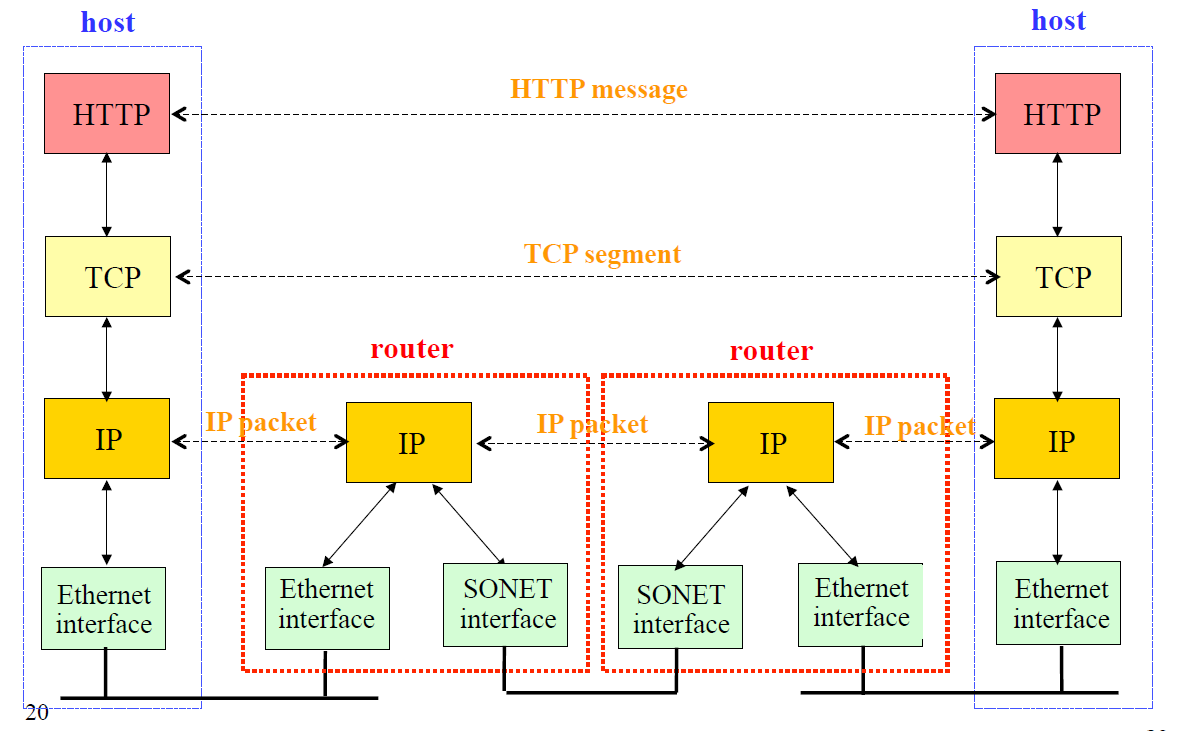 host
host
HTTP
HTTP message
HTTP
TCP
TCP segment
TCP
router
router
IP
IP packet
IP
IP packet
IP
IP packet
IP
Ethernet
interface
Ethernet
interface
SONET
interface
SONET
interface
Ethernet
interface
Ethernet
interface
20